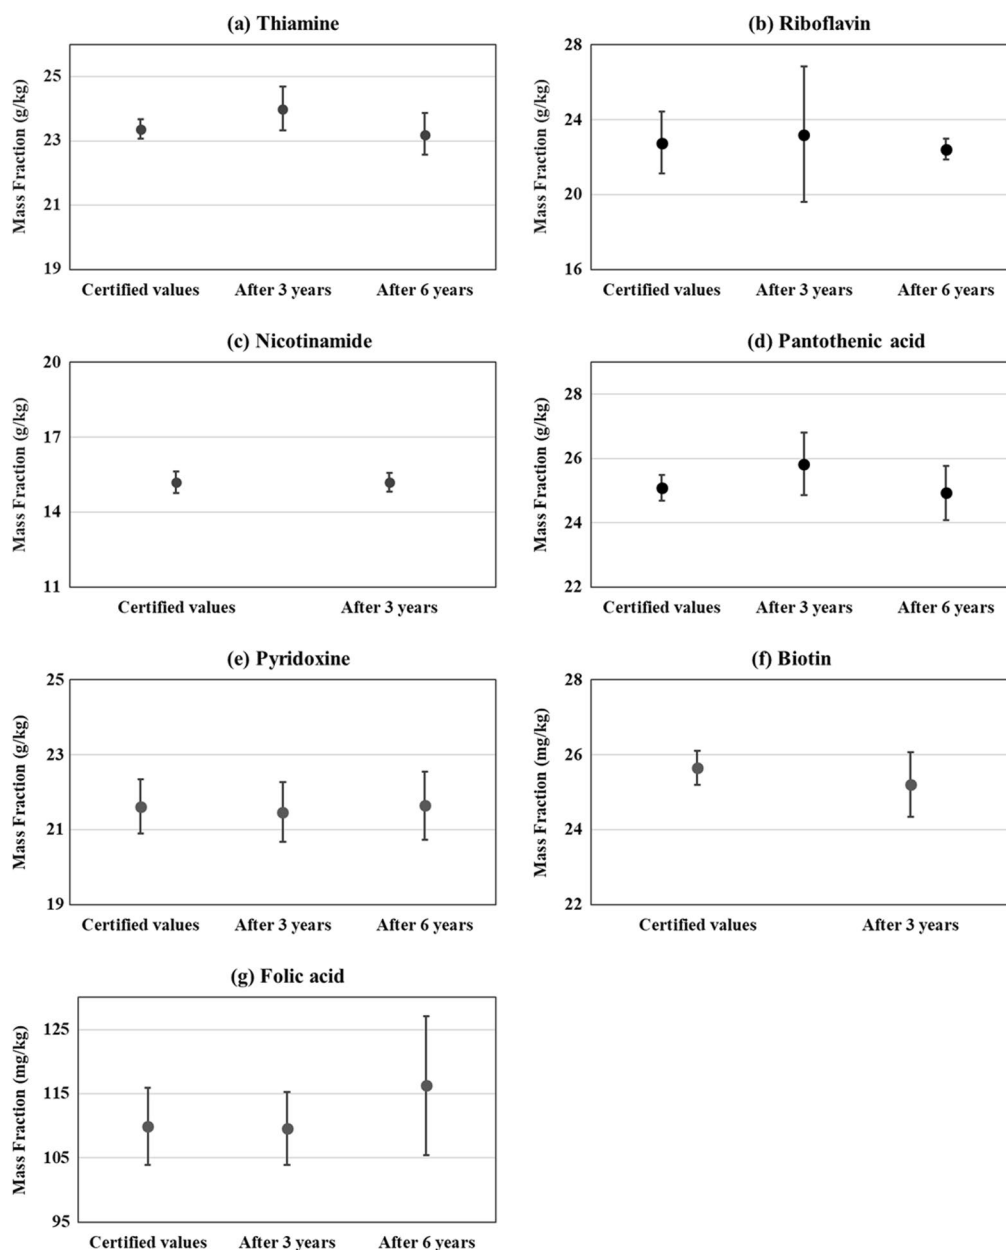 (a) Thiamine
Mass Fraction (g/kg)
25
23
21
19
Certified values After 3 years After 6 years
(b) Riboflavin
Mass Fraction (g/kg)
28
24
20
16
Certified values After 3 years After 6 years
(c) Nicotinamide
Mass Fraction (g/kg)
20
17
14
11
Certified values After 3 years
(d) Pantothenic acid
Mass Fraction (g/kg)
28
26
24
22
Certified values After 3 years After 6 years
(e) Pyridoxine
Mass Fraction (g/kg)
25
23
21
19
Certified values After 3 years After 6 years
(f) Biotin
Mass Fraction (mg/kg)
28
26
24
22
Certified values After 3 years
(g) Folic acid
Mass Fraction (mg/kg)
125
115
105
95
Certified values After 3 years After 6 years